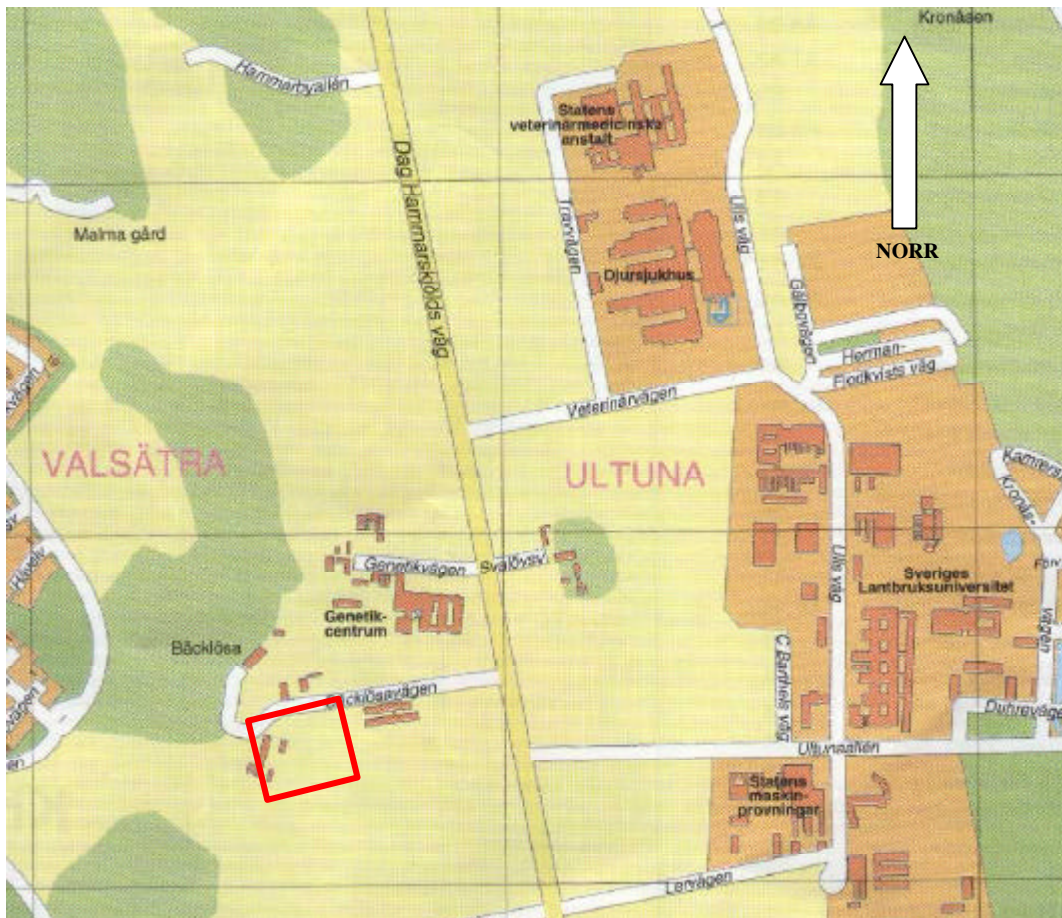 Kronåsen
Hammarbyallén
Statens
veterinärmedicinska
anstalt
Dag Hammarskjölds väg
Travvägen
Ulls väg
Malma gård
NORR
Djursjukhus
Gälbovägen
Herman-
Flodkvists väg
Veterinärvägen
VALSÄTRA
ULTUNA
Kronås-
vägen
Genetikvägen
Svalövsv
Ulls väg
Sveriges
Lantbruksuniversitet
Genetik-
centrum
Bäcklösa
Bäcklösavägen
C Barthels väg
Duhrevägen
Ultunaallén
Statens
maskin-
provningar
Lervägen